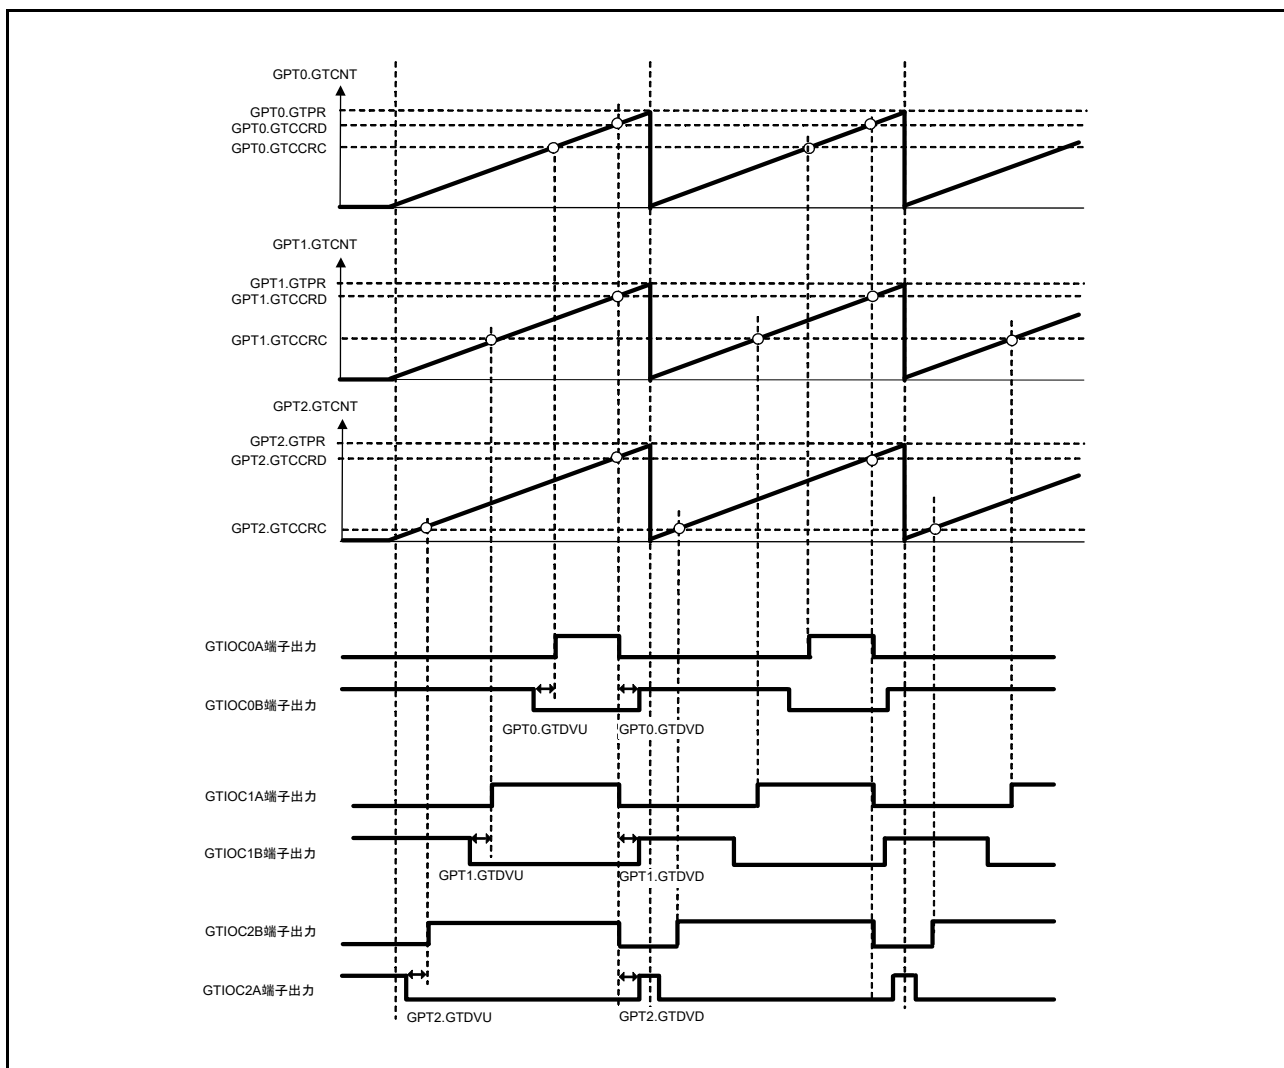 GPT0.GTCNT
GPT0.GTPR
GPT0.GTCCRD
GPT0.GTCCRC
GPT1.GTCNT
GPT1.GTPR
GPT1.GTCCRD
GPT1.GTCCRC
GPT2.GTCNT
GPT2.GTPR
GPT2.GTCCRD
GPT2.GTCCRC
GTIOC0A端子出力
GTIOC0B端子出力
GPT0.GTDVU GPT0.GTDVD
GTIOC1A端子出力
GTIOC1B端子出力
GPT1.GTDVU GPT1.GTDVD
GTIOC2B端子出力
GTIOC2A端子出力
GPT2.GTDVU GPT2.GTDVD